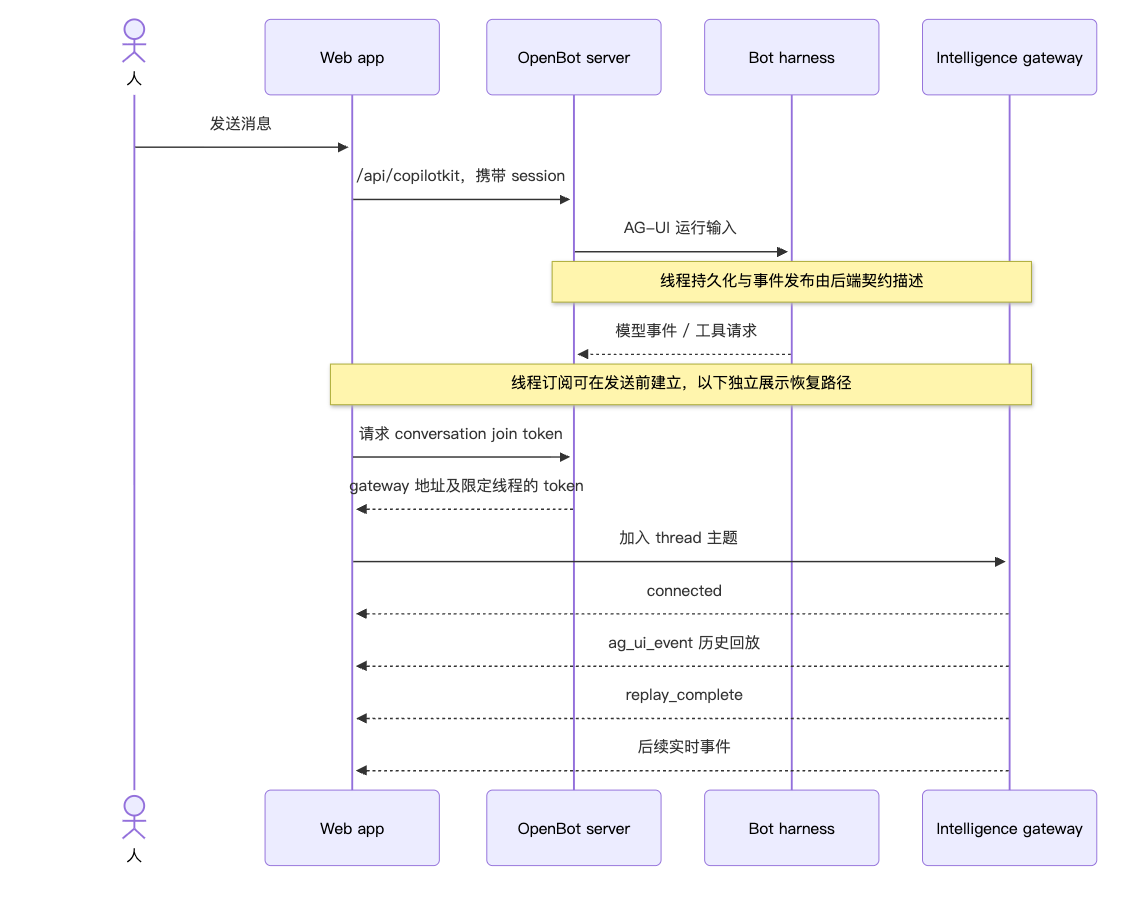 人
Web app
OpenBot server
Bot harness
Intelligence gateway
发送消息
/api/copilotkit，携带 session
AG-UI 运行输入
线程持久化与事件发布由后端契约描述
模型事件 / 工具请求
线程订阅可在发送前建立，以下独立展示恢复路径
请求 conversation join token
gateway 地址及限定线程的 token
加入 thread 主题
connected
ag_ui_event 历史回放
replay_complete
后续实时事件
人
Web app
OpenBot server
Bot harness
Intelligence gateway